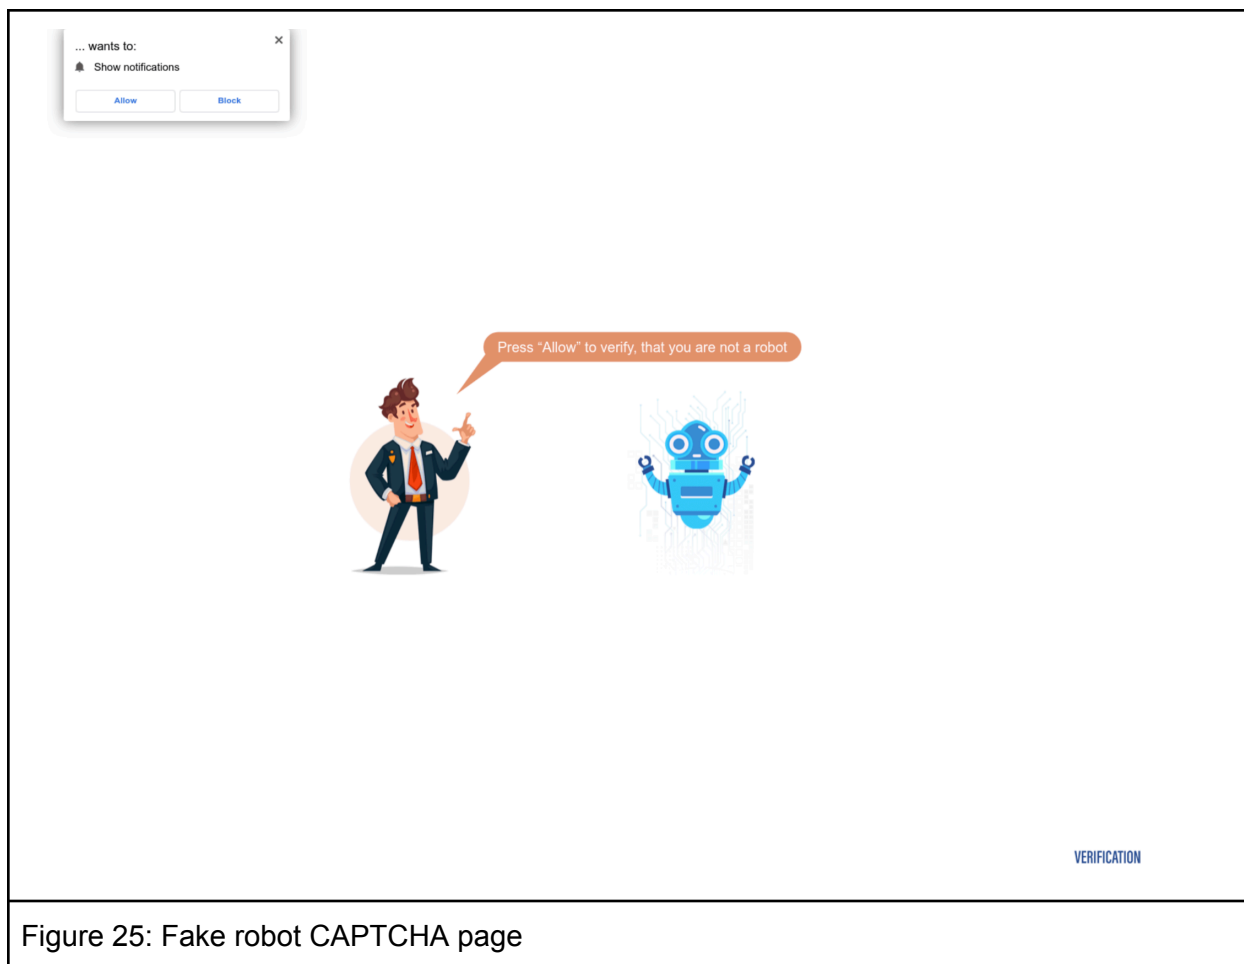 ... wants to:
Show notifications
Allow
Block
Press “Allow” to verify, that you are not a robot
VERIFICATION
Figure 25: Fake robot CAPTCHA page